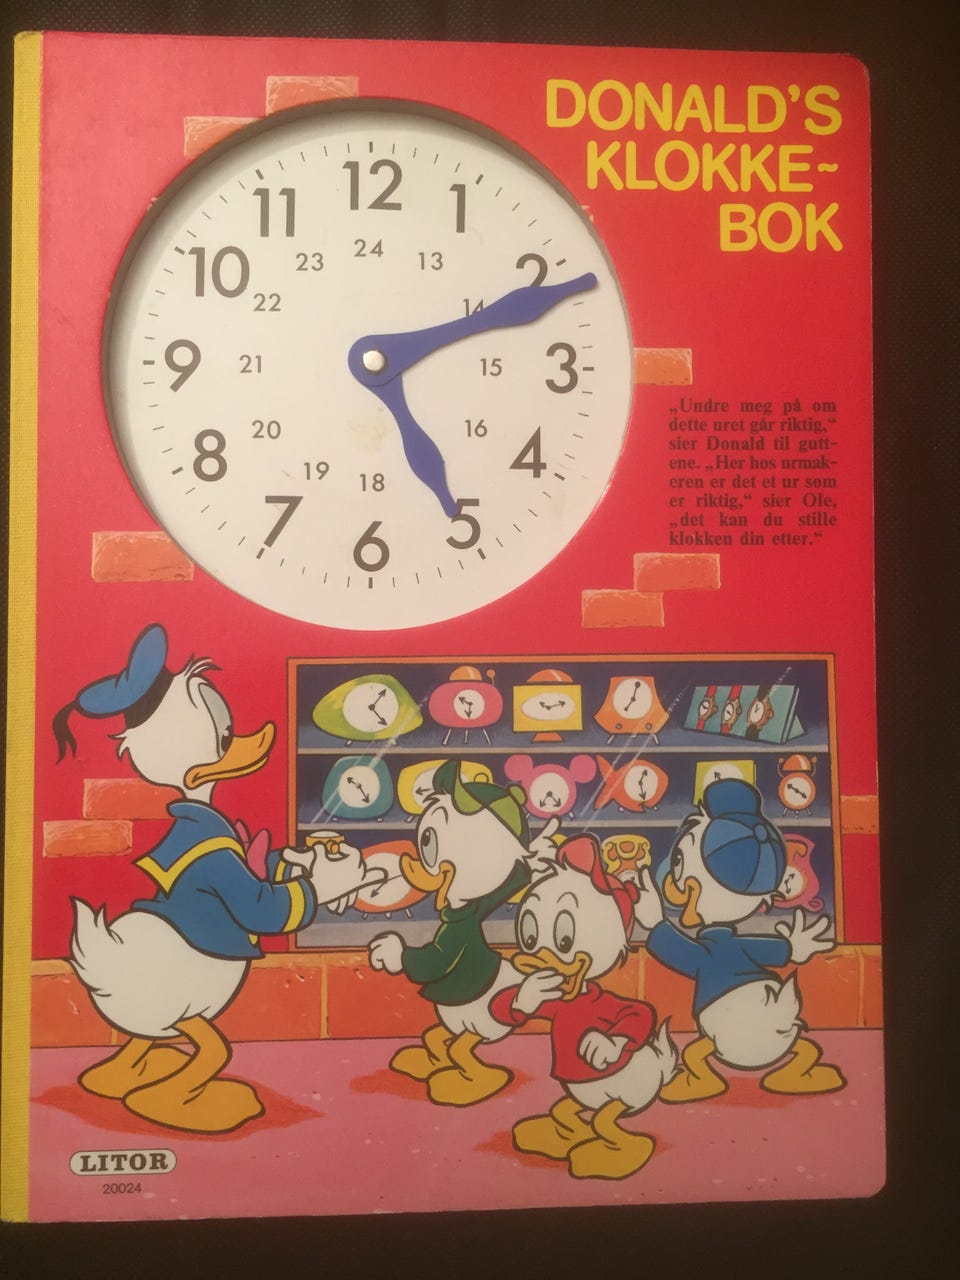 DONALD'S
KLOKKE-
BOK
12
11
1
10
2
9
3
8
4
7
5
6
24
23
13
22
14
21
15
20
16
19
18
„Undre meg på om
dette uret går riktig,“
sier Donald til gutt-
ene. „Her hos urmak-
eren er det et ur som
er riktig,“ sier Ole,
„det kan du stille
klokken din etter.“
LITOR
20024